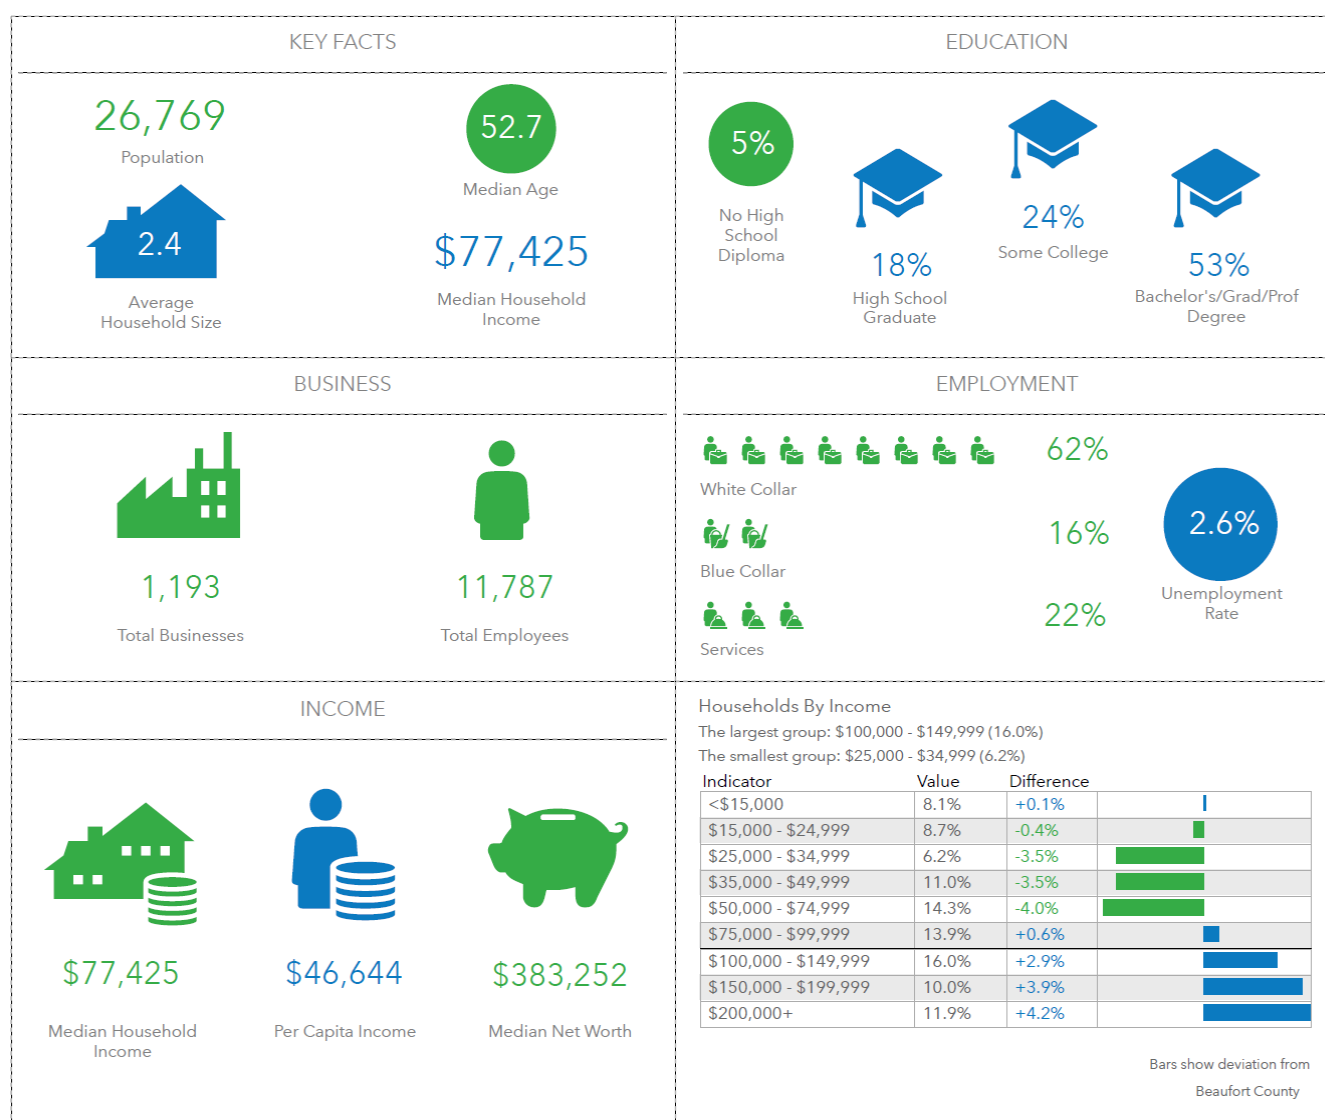 KEY FACTS
26,769
Population
52.7
Median Age
2.4
Average
Household Size
$77,425
Median Household
Income
EDUCATION
5%
No High
School
Diploma
18%
High School
Graduate
24%
Some College
53%
Bachelor's/Grad/Prof
Degree
BUSINESS
1,193
Total Businesses
11,787
Total Employees
EMPLOYMENT
62%
White Collar
16%
Blue Collar
22%
Services
2.6%
Unemployment
Rate
INCOME
$77,425
Median Household
Income
$46,644
Per Capita Income
$383,252
Median Net Worth
Households By Income
The largest group: $100,000 - $149,999 (16.0%)
The smallest group: $25,000 - $34,999 (6.2%)
Indicator Value Difference
<$15,000 8.1% +0.1%
$15,000 - $24,999 8.7% -0.4%
$25,000 - $34,999 6.2% -3.5%
$35,000 - $49,999 11.0% -3.5%
$50,000 - $74,999 14.3% -4.0%
$75,000 - $99,999 13.9% +0.6%
$100,000 - $149,999 16.0% +2.9%
$150,000 - $199,999 10.0% +3.9%
$200,000+ 11.9% +4.2%
Bars show deviation from
Beaufort County